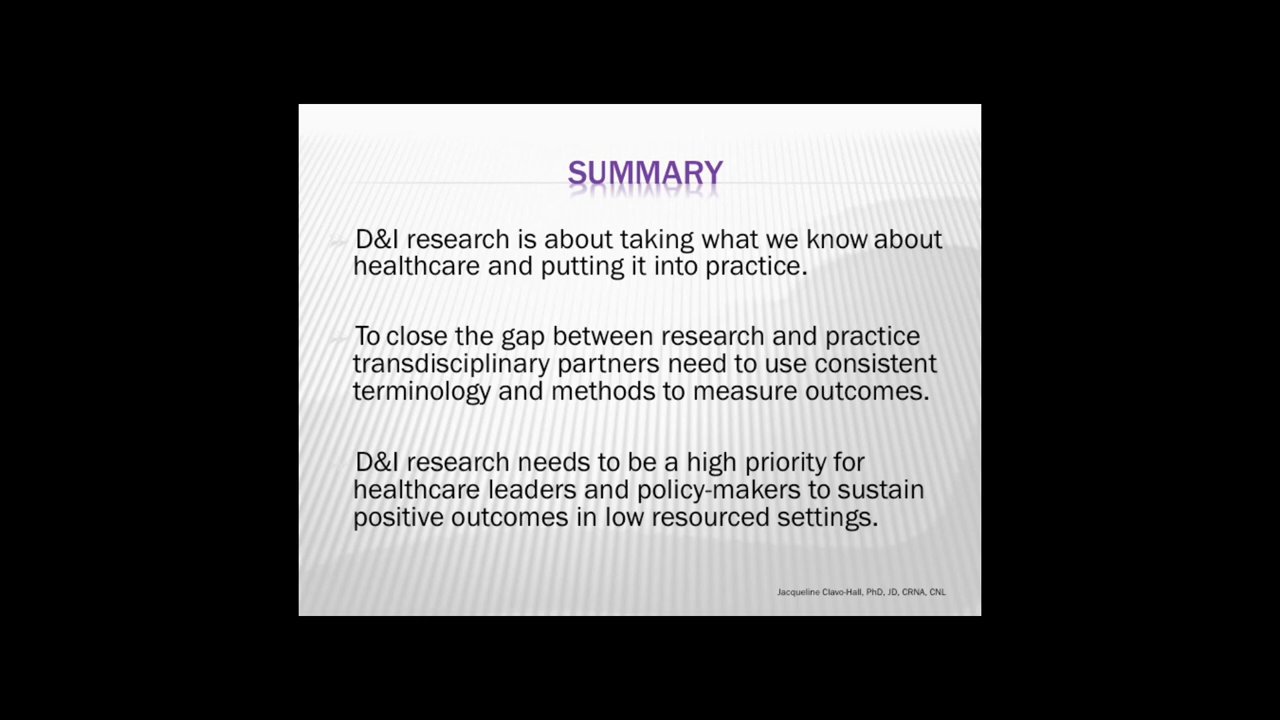 SUMMARY
D&I research is about taking what we know about
healthcare and putting it into practice.
To close the gap between research and practice
transdisciplinary partners need to use consistent
terminology and methods to measure outcomes.
D&I research needs to be a high priority for
healthcare leaders and policy-makers to sustain
positive outcomes in low resourced settings.
Jacqueline Clavo-Hall, PhD, JD, CRNA, CNL